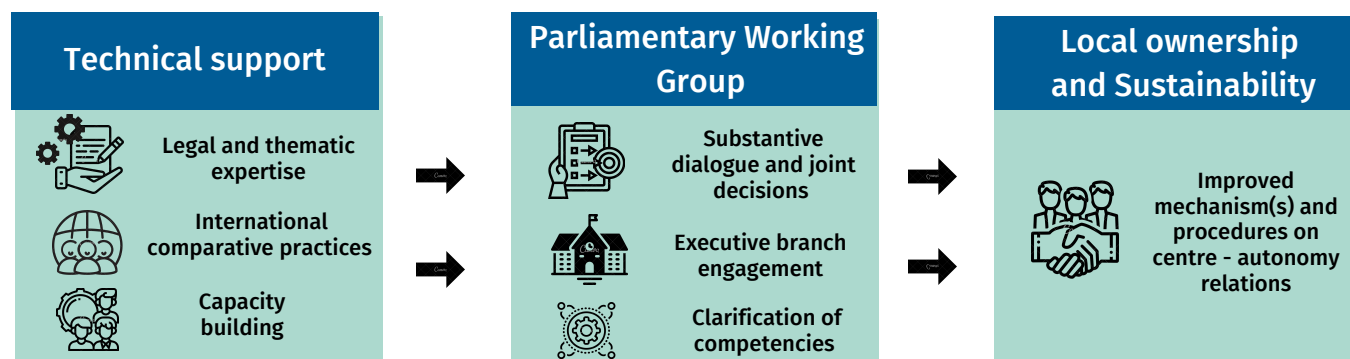 Technical support
Legal and thematic
expertise
International
comparative practices
Capacity
building
Parliamentary Working
Group
Substantive
dialogue and joint
decisions
Executive branch
engagement
Clarification of
competencies
Local ownership
and Sustainability
Improved
mechanism(s) and
procedures on
centre - autonomy
relations